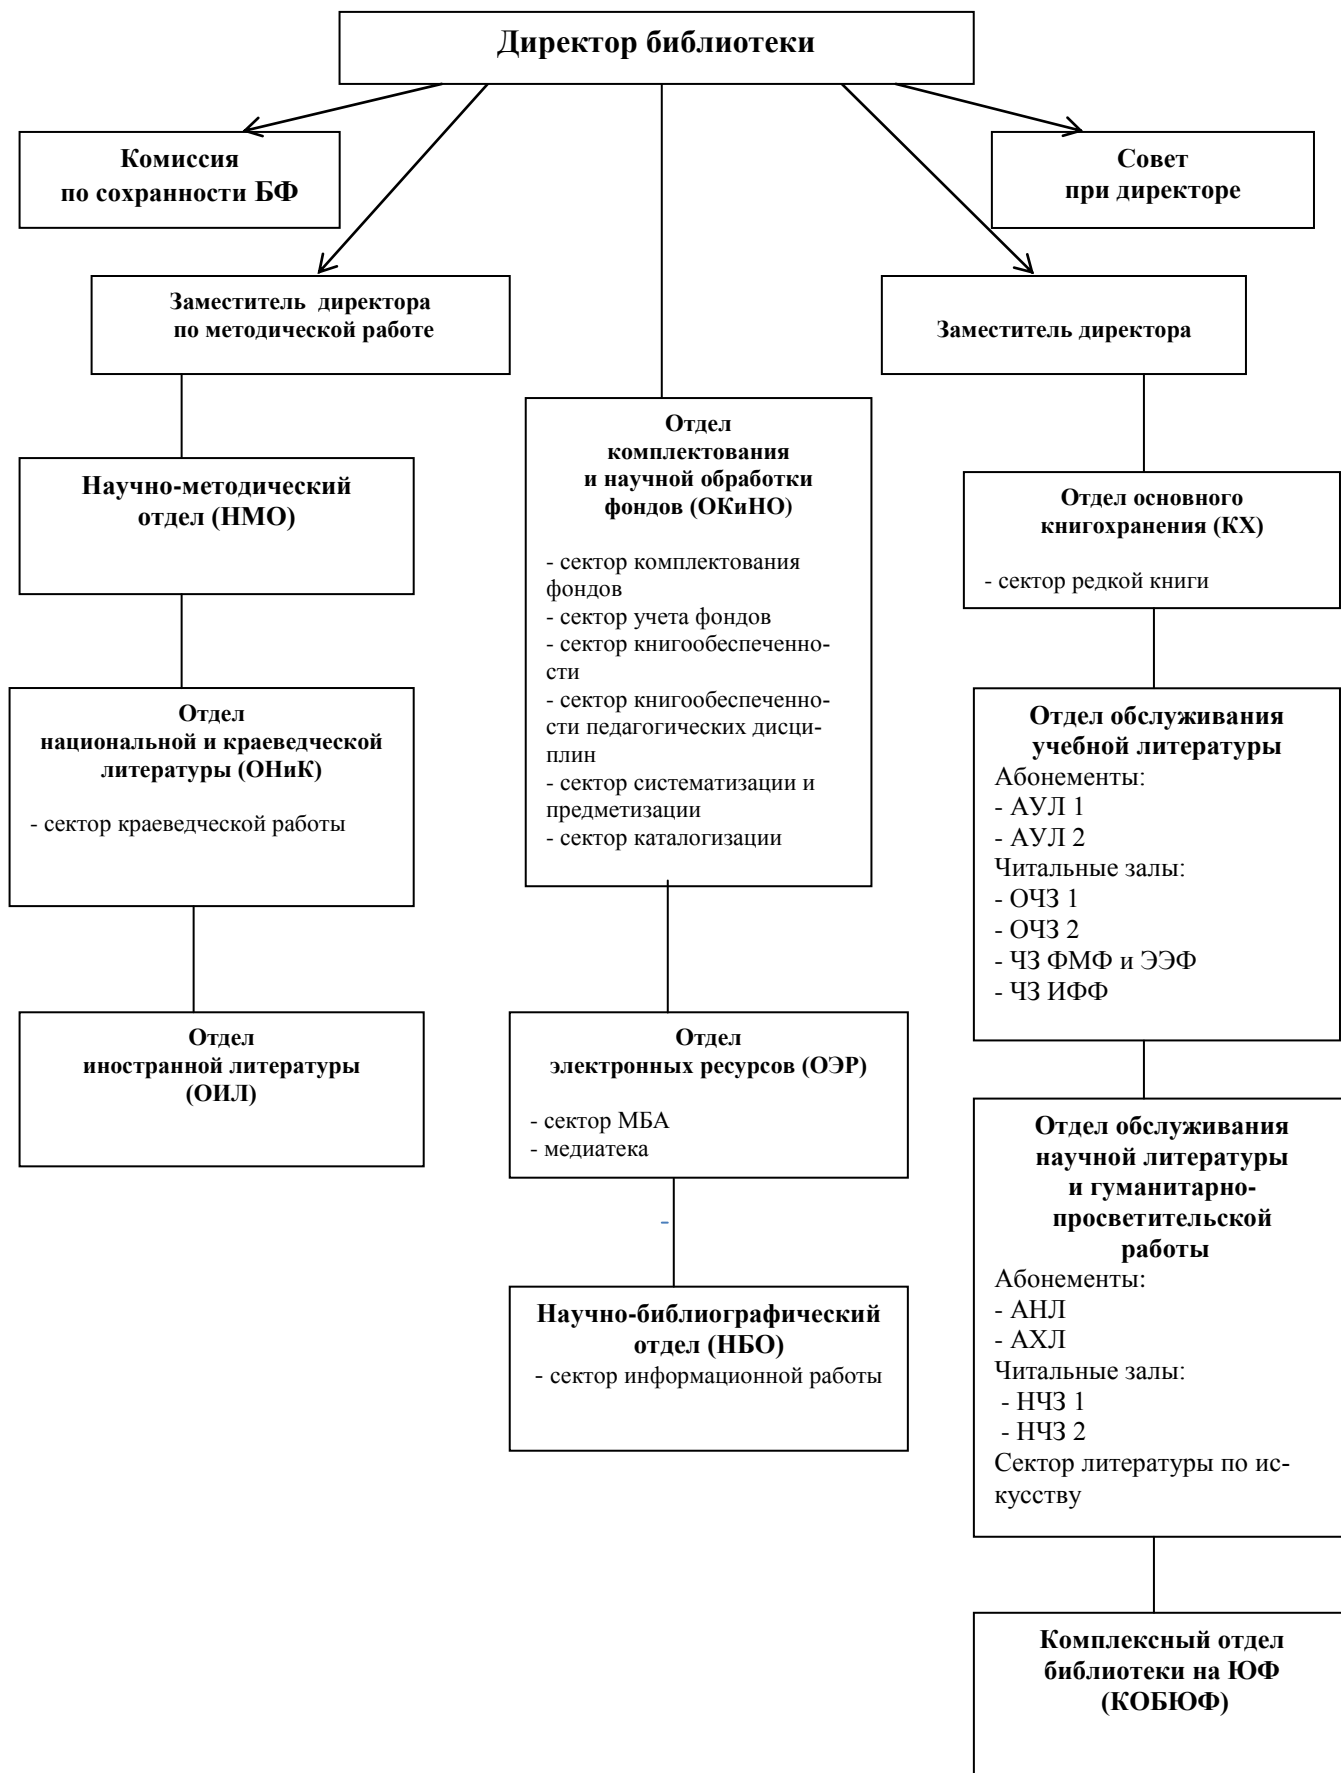 Директор библиотеки
Комиссия
по сохранности БФ
Совет
при директоре
Заместитель директора
по методической работе
Заместитель директора
Отдел
комплектования
и научной обработки
фондов (ОКиНО)
- сектор комплектования
фондов
- сектор учета фондов
- сектор книгообеспеченно-
сти
- сектор книгообеспеченно-
сти педагогических дисци-
плин
- сектор систематизации и
предметизации
- сектор каталогизации
Научно-методический
отдел (НМО)
Отдел основного
книгохранения (КХ)
- сектор редкой книги
Отдел
национальной и краеведческой
литературы (ОНиК)
- сектор краеведческой работы
Отдел обслуживания
учебной литературы
Абонементы:
- АУЛ 1
- АУЛ 2
Читальные залы:
- ОЧЗ 1
- ОЧЗ 2
- ЧЗ ФМФ и ЭЭФ
- ЧЗ ИФФ
Отдел
иностранной литературы
(ОИЛ)
Отдел
электронных ресурсов (ОЭР)
- сектор МБА
- медиатека
-
Отдел обслуживания
научной литературы
и гуманитарно-
просветительской
работы
Абонементы:
- АНЛ
- АХЛ
Читальные залы:
- НЧЗ 1
- НЧЗ 2
Сектор литературы по ис-
кусству
Научно-библиографический
отдел (НБО)
- сектор информационной работы
Комплексный отдел
библиотеки на ЮФ
(КОБЮФ)